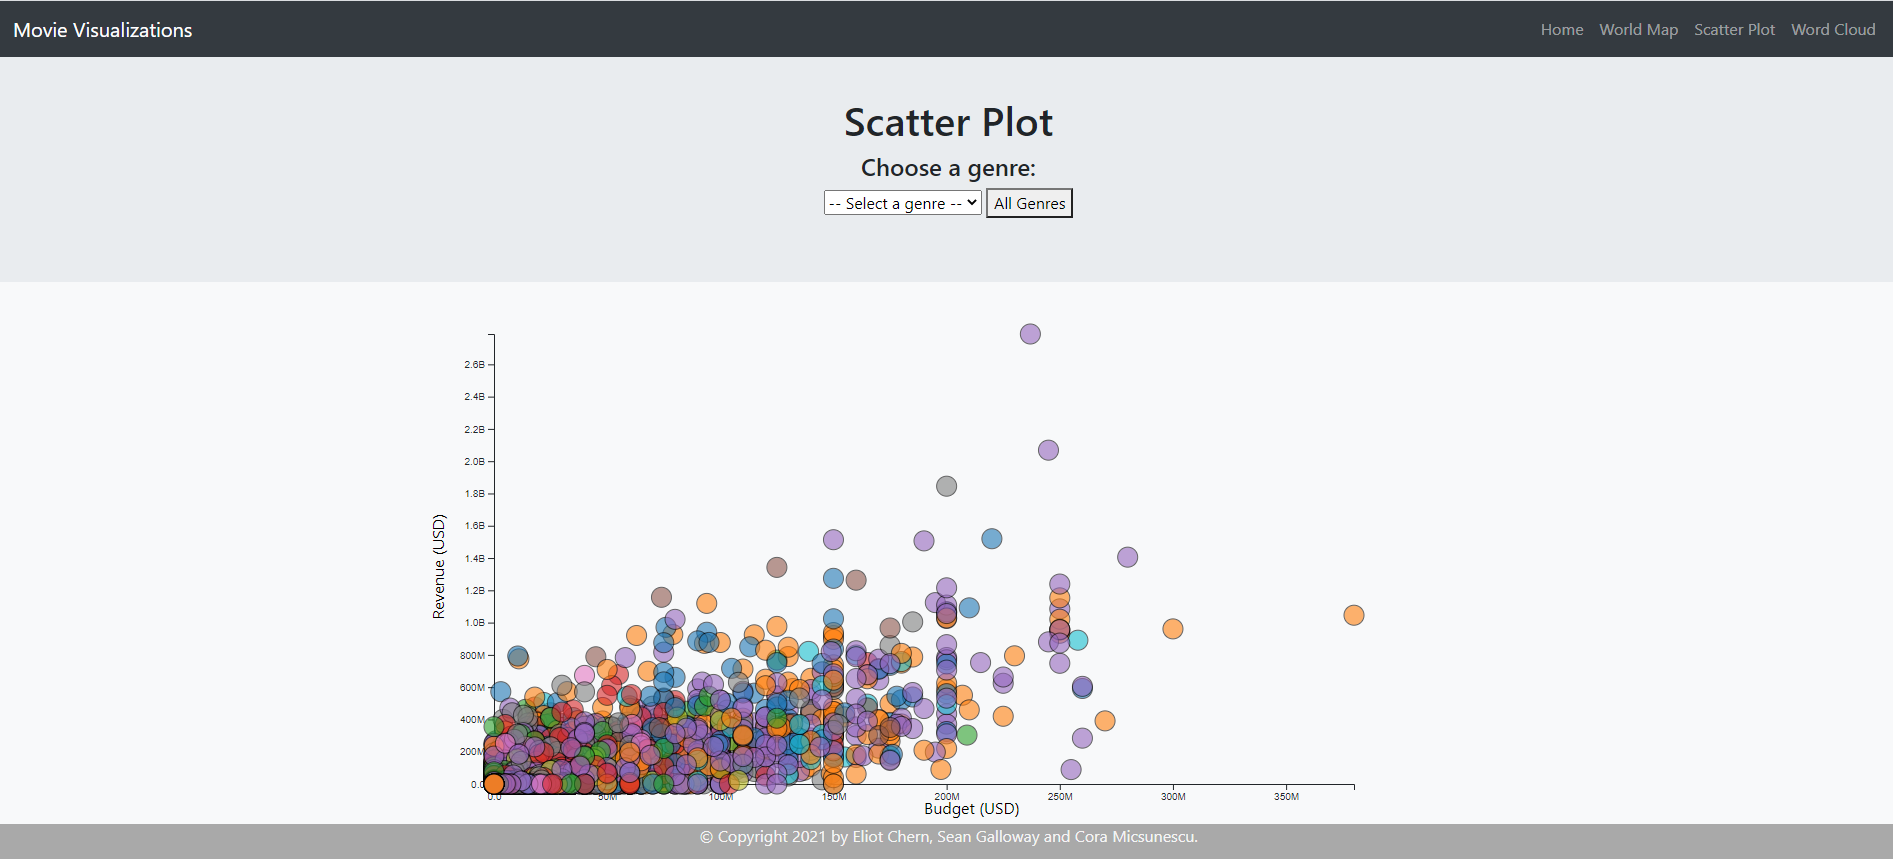 Movie Visualizations
Home World Map Scatter Plot Word Cloud
Scatter Plot
Choose a genre:
-- Select a genre -- All Genres
2.6B
2.4B
2.2B
2.0B
1.8B
1.6B
1.4B
1.2B
1.0B
800M
600M
400M
200M
0.0
Revenue (USD)
0.0 50M 100M 150M 200M 250M 300M 350M
Budget (USD)
© Copyright 2021 by Eliot Chern, Sean Galloway and Cora Micsunescu.